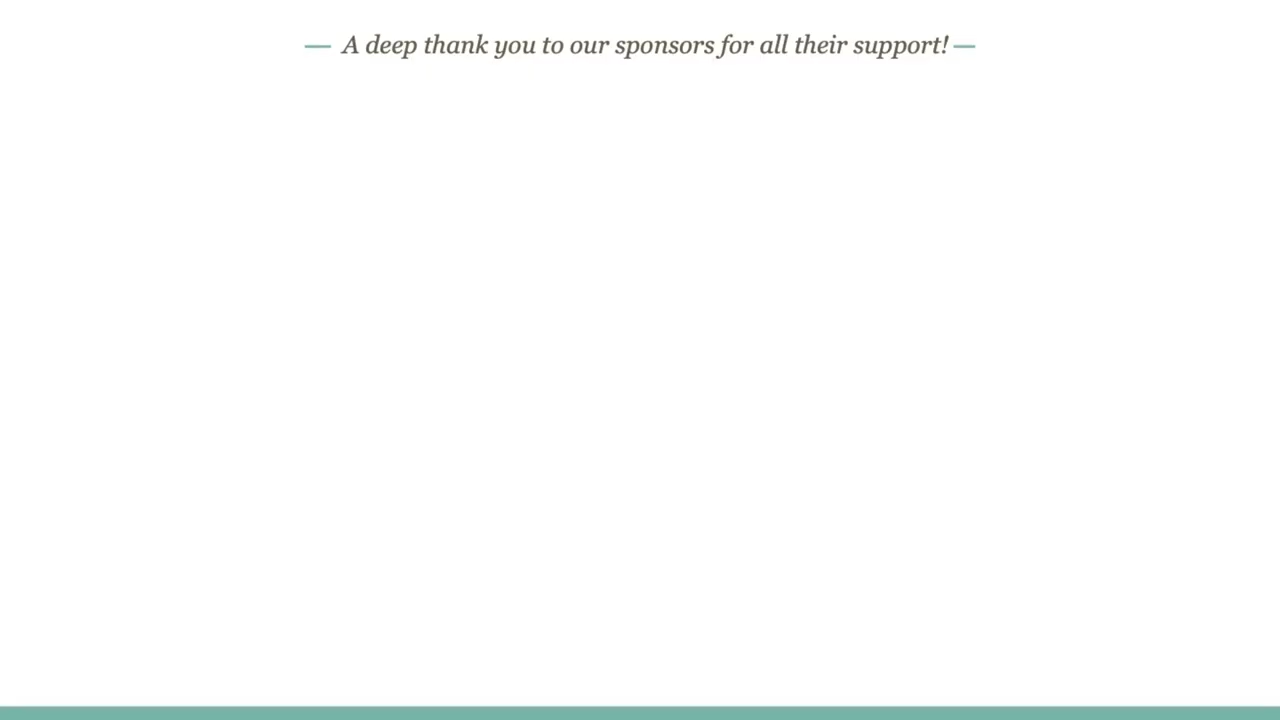 — A deep thank you to our sponsors for all their support! —